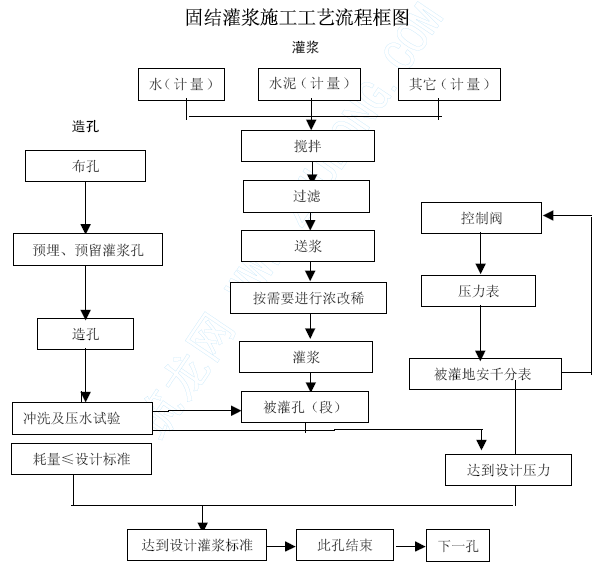 固结灌浆施工工艺流程框图
灌浆
水（计量）
水泥（计量）
其它（计量）
造孔
搅拌
布孔
过滤
控制阀
预埋、预留灌浆孔
送浆
按需要进行浓改稀
压力表
造孔
灌浆
被灌地安千分表
冲洗及压水试验
被灌孔（段）
耗量≤设计标准
达到设计压力
达到设计灌浆标准
此孔结束
下一孔